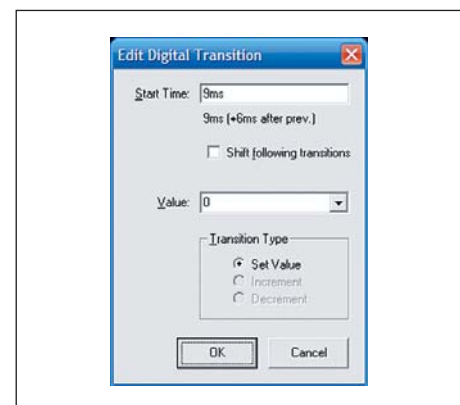 Edit Digital Transition
Start Time: 9ms
9ms (+6ms after prev.)
Shift following transitions
Value: 0
Transition Type
Set Value
Increment
Decrement
OK Cancel